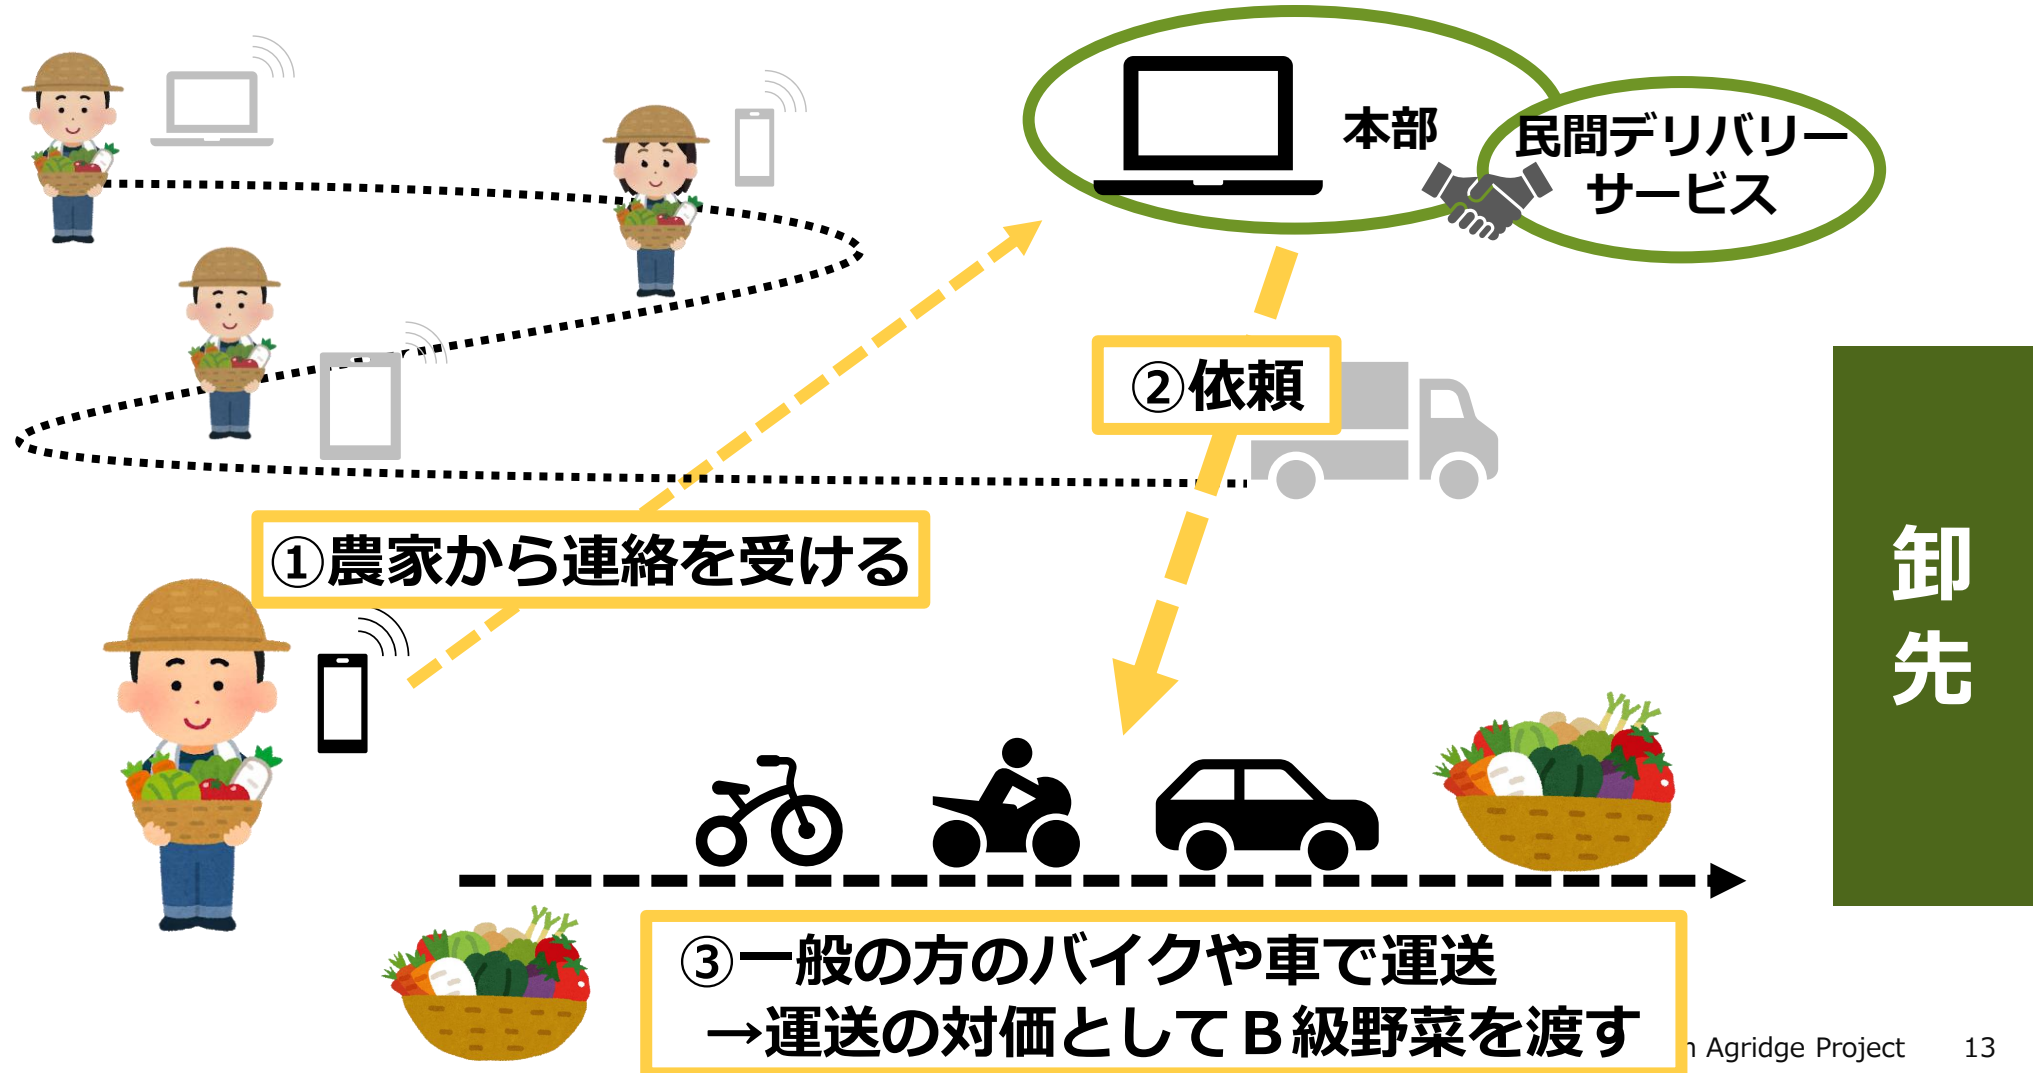 本部
民間デリバリー
サービス
②依頼
①農家から連絡を受ける
卸
先
③一般の方のバイクや車で運送
→運送の対価としてB級野菜を渡す
Agridge Project
13